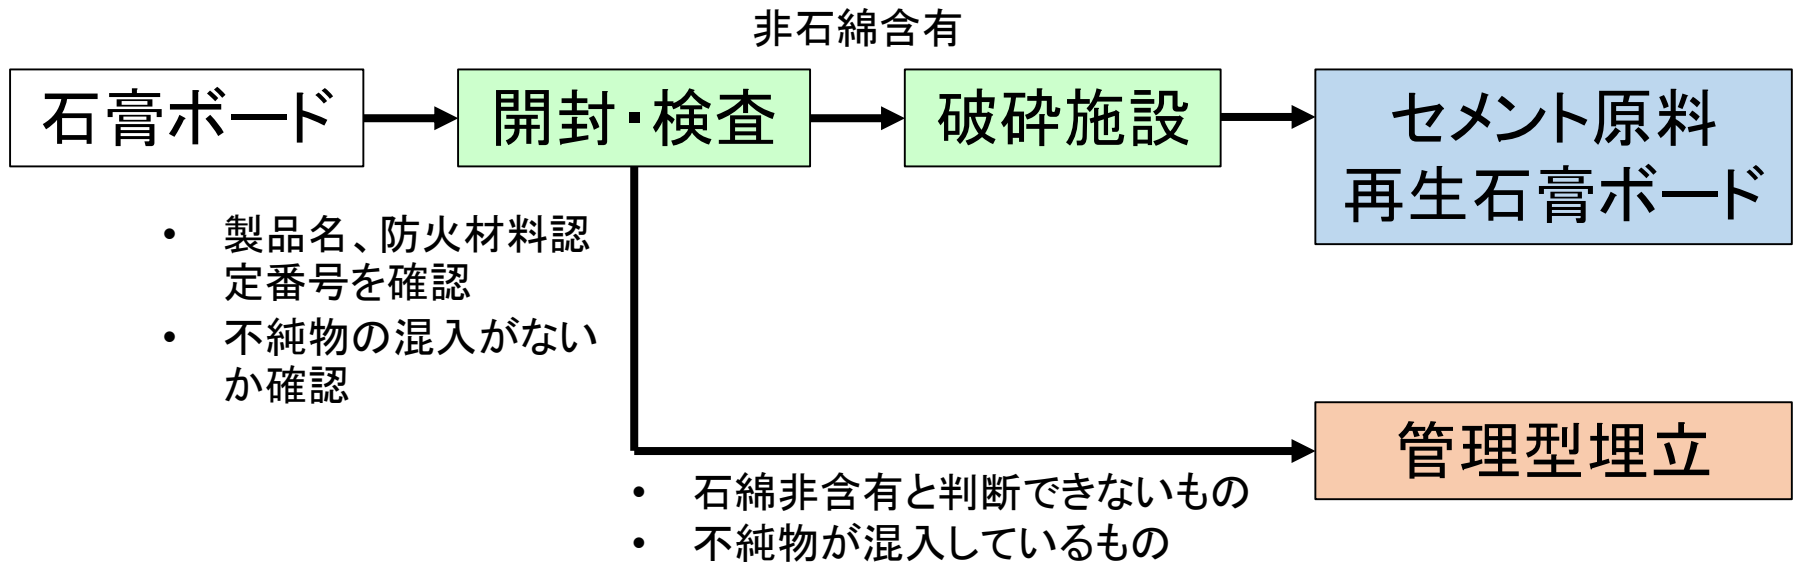 非石綿含有
石膏ボード
開封・検査
破砕施設
セメント原料
再生石膏ボード
• 製品名、防火材料認
定番号を確認
• 不純物の混入がない
か確認
管理型埋立
• 石綿非含有と判断できないもの
• 不純物が混入しているもの